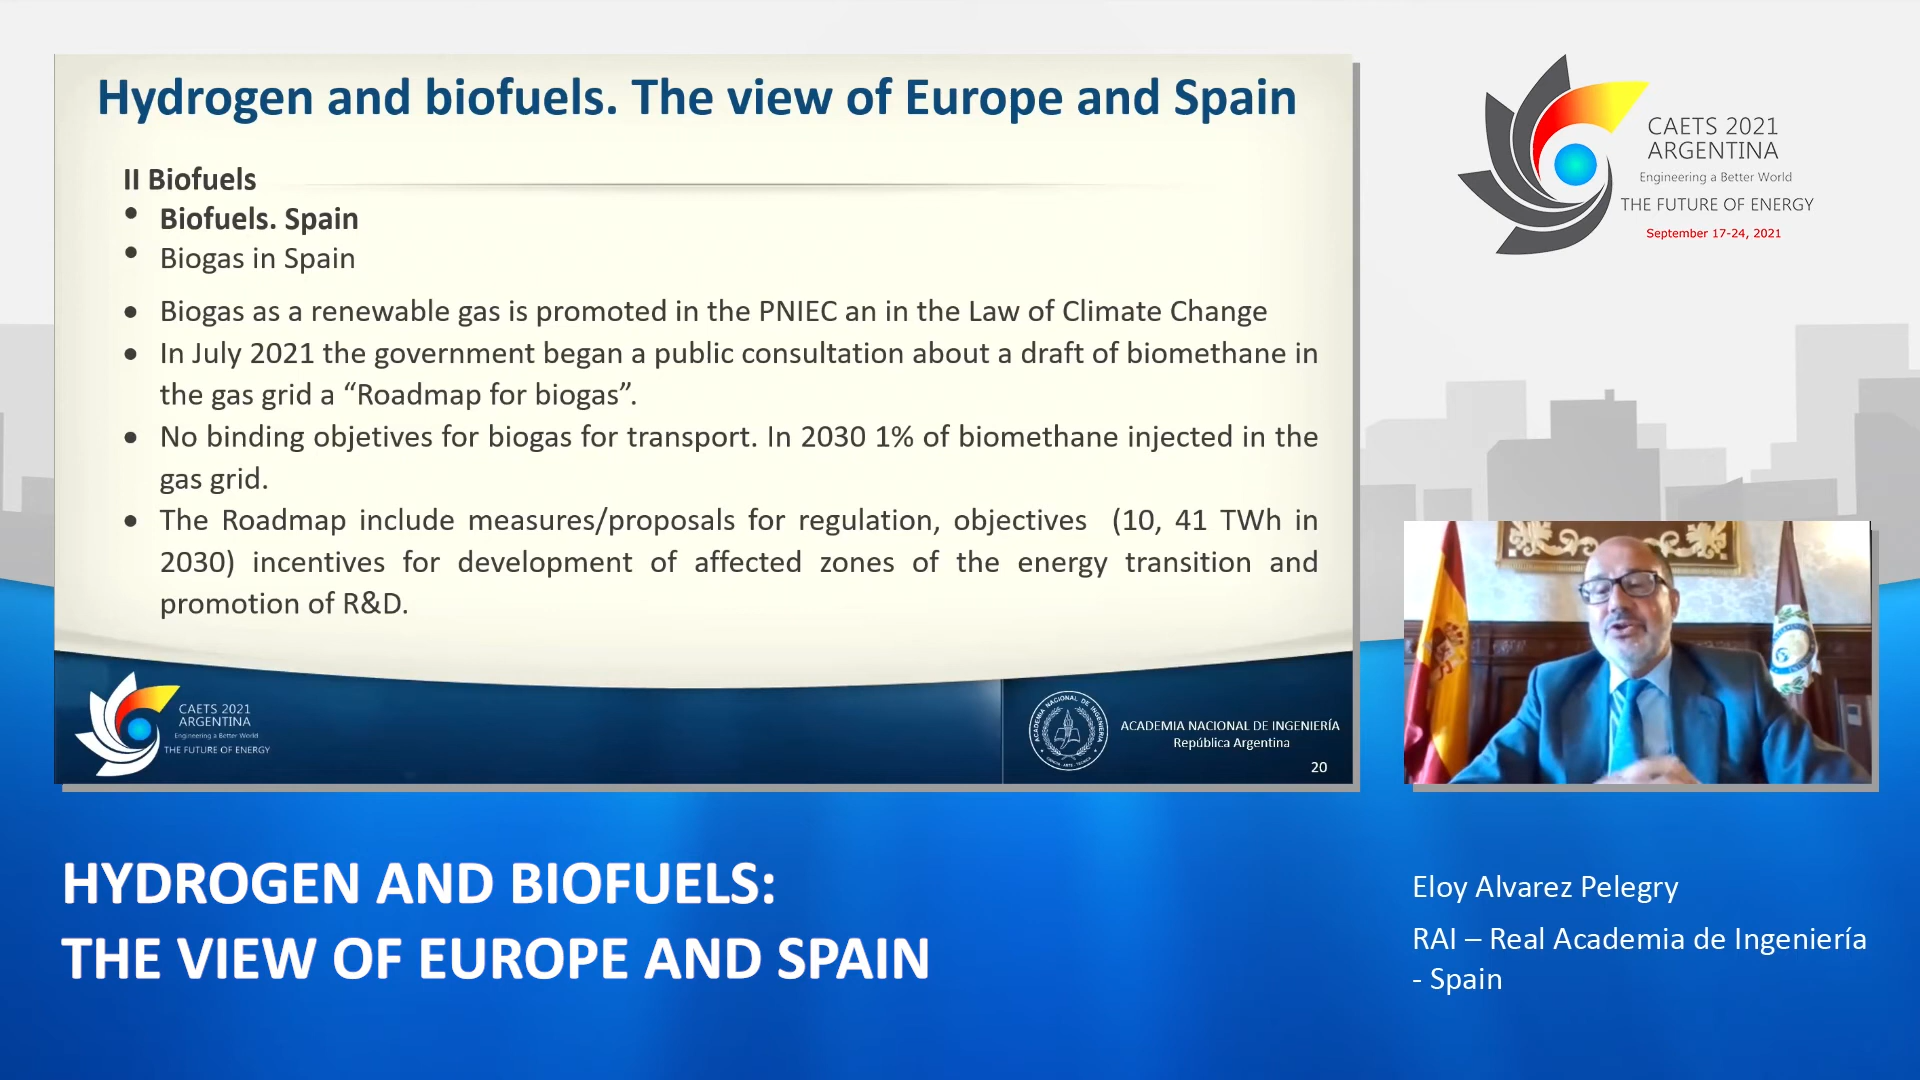 Hydrogen and biofuels. The view of Europe and Spain
II Biofuels
• Biofuels. Spain
• Biogas in Spain
• Biogas as a renewable gas is promoted in the PNIEC an in the Law of Climate Change
• In July 2021 the government began a public consultation about a draft of biomethane in
the gas grid a “Roadmap for biogas”.
• No binding objetives for biogas for transport. In 2030 1% of biomethane injected in the
gas grid.
• The Roadmap include measures/proposals for regulation, objectives (10, 41 TWh in
2030) incentives for development of affected zones of the energy transition and
promotion of R&D.
CAETS 2021
ARGENTINA
Engineering a Better World
THE FUTURE OF ENERGY
ACADEMIA NACIONAL DE INGENIERÍA
ACADEMIA NACIONAL DE INGENIERÍA
República Argentina
20
CAETS 2021
ARGENTINA
Engineering a Better World
THE FUTURE OF ENERGY
September 17-24, 2021
HYDROGEN AND BIOFUELS:
THE VIEW OF EUROPE AND SPAIN
Eloy Alvarez Pelegry
RAI – Real Academia de Ingeniería
- Spain